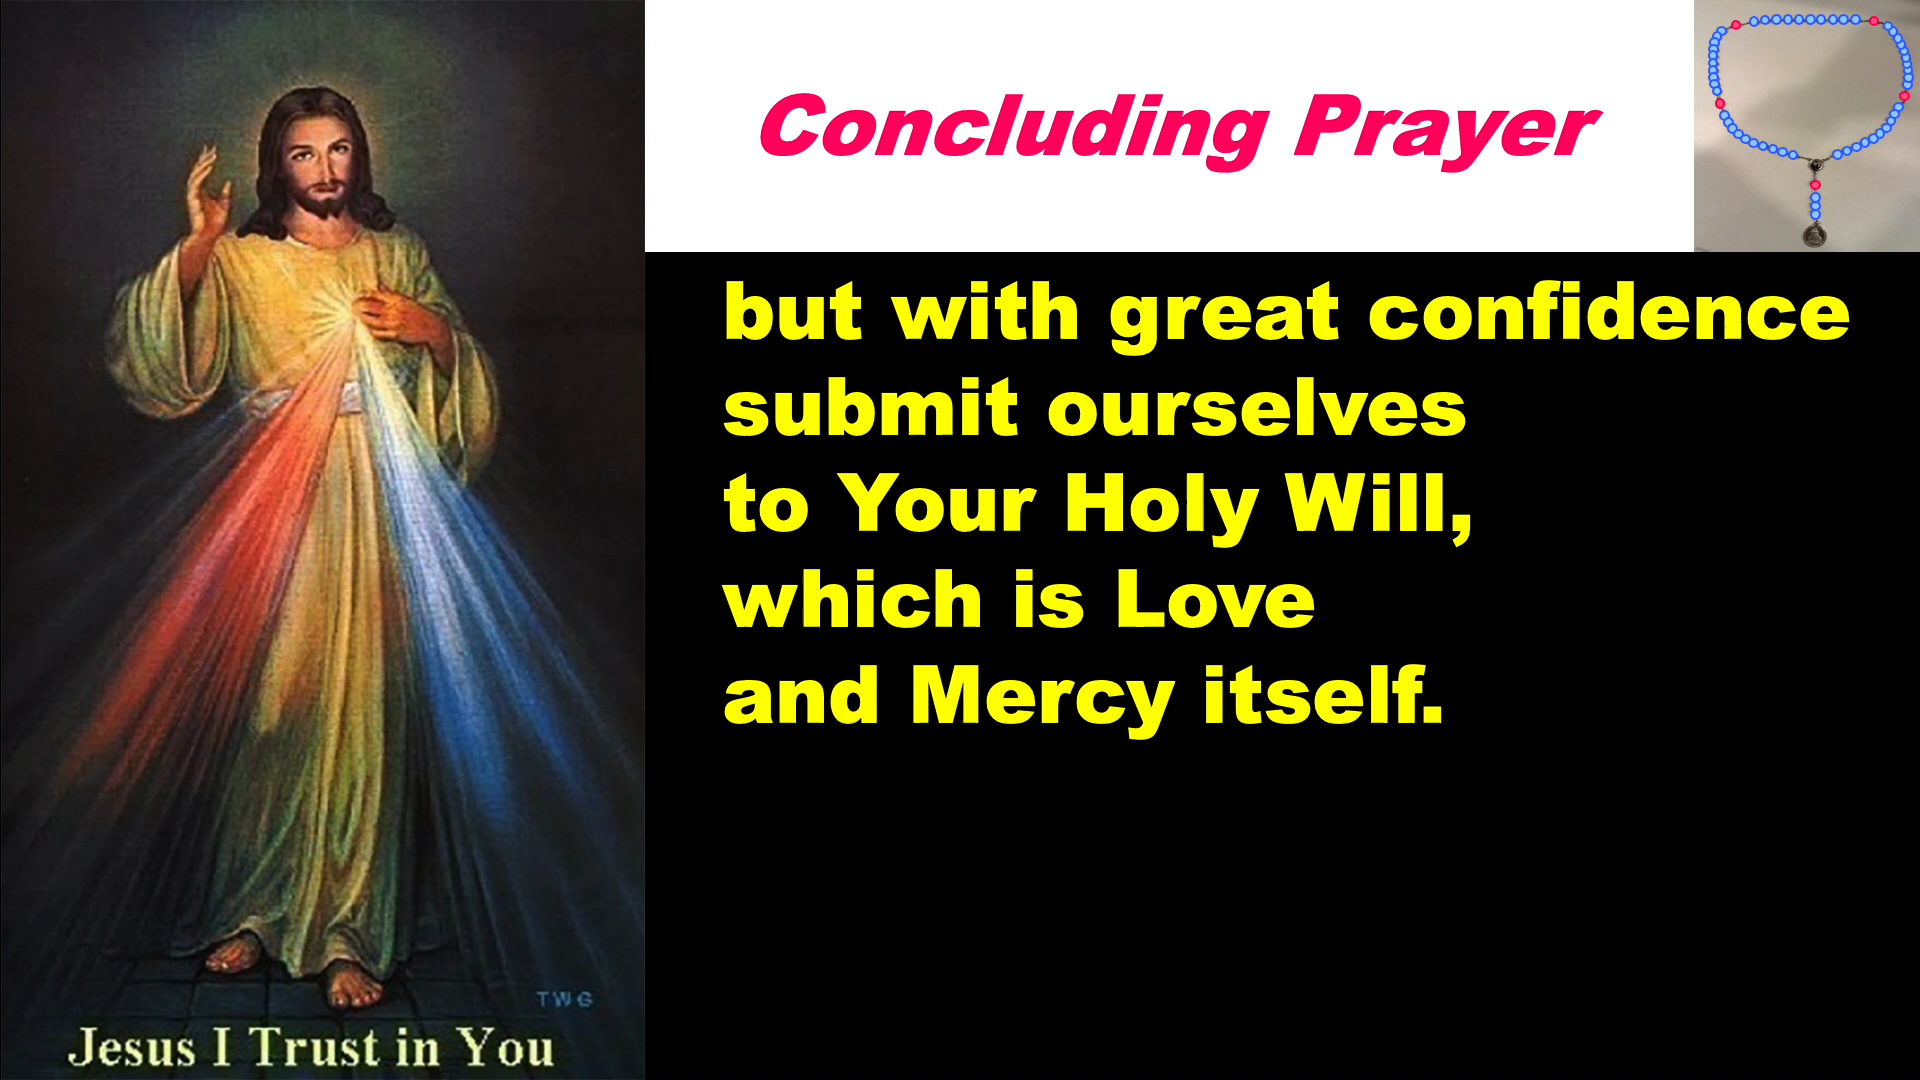 Concluding Prayer
but with great confidence
submit ourselves
to Your Holy Will,
which is Love
and Mercy itself.
TWG
Jesus I Trust in You